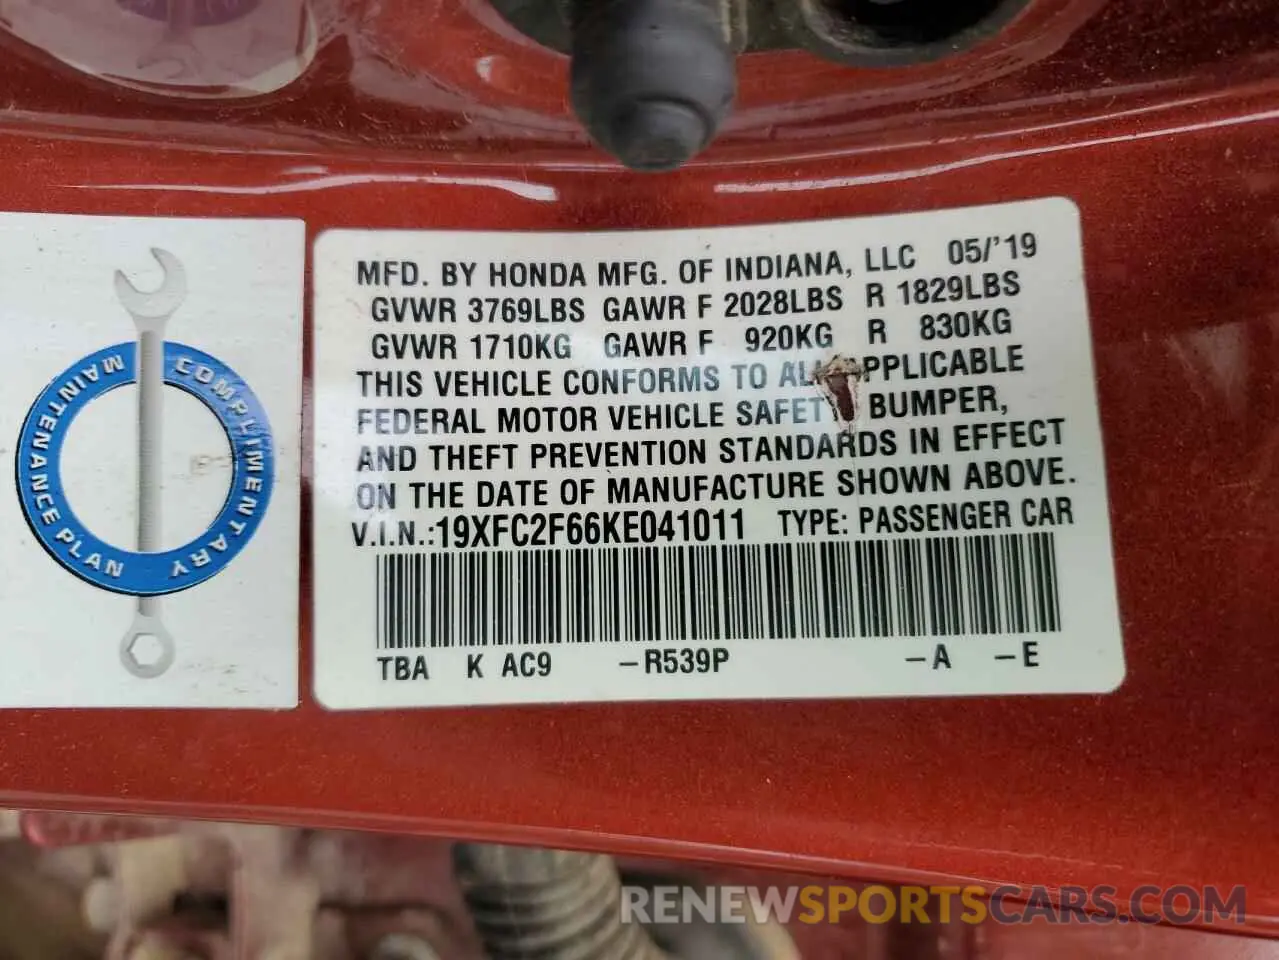 MAINTENANCE PLAN
COMPLIMENTARY
MFD. BY HONDA MFG. OF INDIANA, LLC 05/'19
GVWR 3769LBS GAWR F 2028LBS R 1829LBS
GVWR 1710KG GAWR F 920KG R 830KG
THIS VEHICLE CONFORMS TO APPLICABLE
FEDERAL MOTOR VEHICLE BUMPER,
AND THEFT PREVENTION STANDARDS IN EFFECT
ON THE DATE OF MANUFACTURE SHOWN ABOVE.
V.I.N.:19XFC2F66KE041011 TYPE: PASSENGER CAR
TBA K AC9 –R539P –A –E
RENEWSPORTSCARS.COM